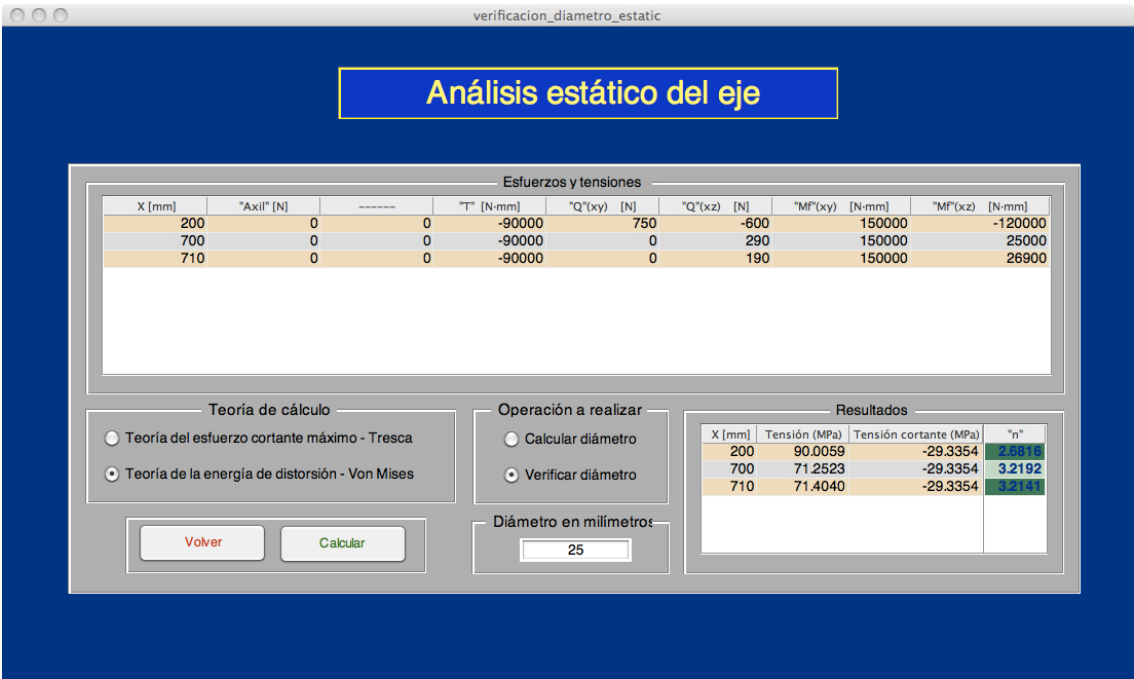 verificacion_diametro_estatic
Análisis estático del eje
Esfuerzos y tensiones
X [mm] "Axil" [N] ------ "T" [N·mm] "Q"(xy) [N] "Q"(xz) [N] "Mf"(xy) [N·mm] "Mf"(xz) [N·mm]
200 0 0 -90000 750 -600 150000 -120000
700 0 0 -90000 0 290 150000 25000
710 0 0 -90000 0 190 150000 26900
Teoría de cálculo
Teoría del esfuerzo cortante máximo - Tresca
Teoría de la energía de distorsión - Von Mises
Volver Calcular
Operación a realizar
Calcular diámetro
Verificar diámetro
Diámetro en milímetros
25
Resultados
X [mm] Tensión (MPa) Tensión cortante (MPa) "n"
200 90.0059 -29.3354 2.6816
700 71.2523 -29.3354 3.2192
710 71.4040 -29.3354 3.2141